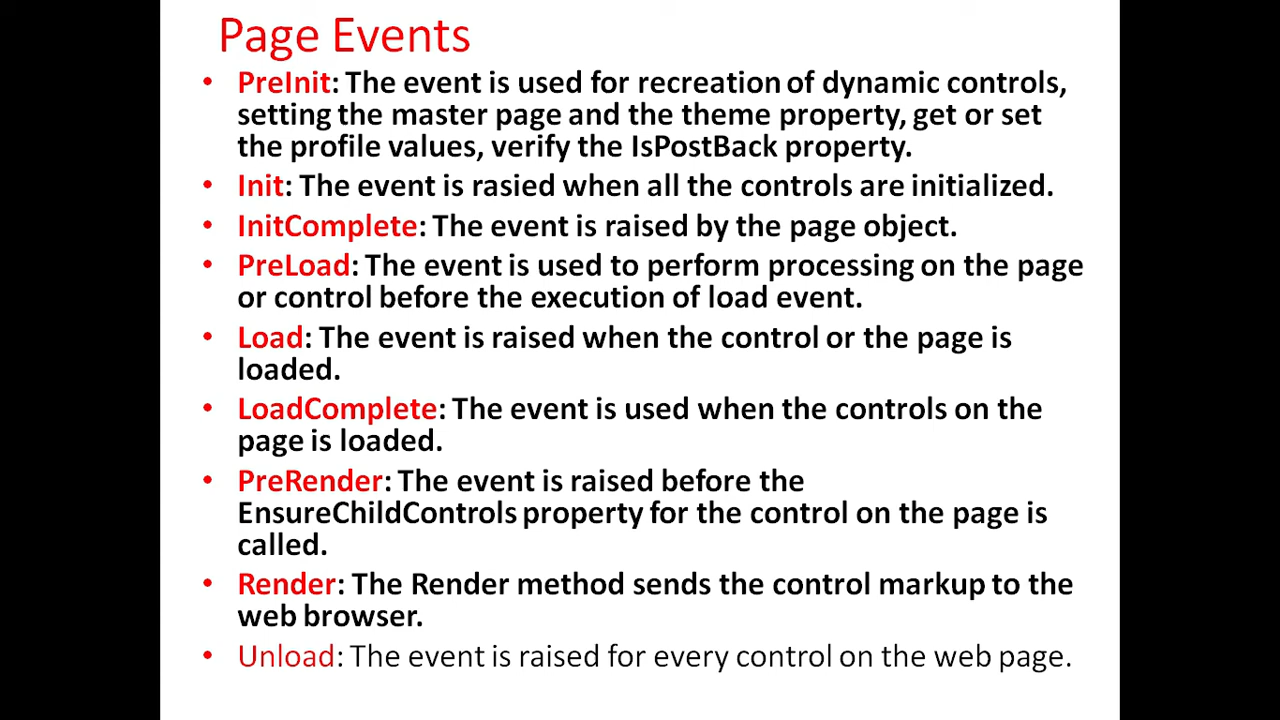 Page Events
• PreInit: The event is used for recreation of dynamic controls,
setting the master page and the theme property, get or set
the profile values, verify the IsPostBack property.
• Init: The event is rasied when all the controls are initialized.
• InitComplete: The event is raised by the page object.
• PreLoad: The event is used to perform processing on the page
or control before the execution of load event.
• Load: The event is raised when the control or the page is
loaded.
• LoadComplete: The event is used when the controls on the
page is loaded.
• PreRender: The event is raised before the
EnsureChildControls property for the control on the page is
called.
• Render: The Render method sends the control markup to the
web browser.
• Unload: The event is raised for every control on the web page.